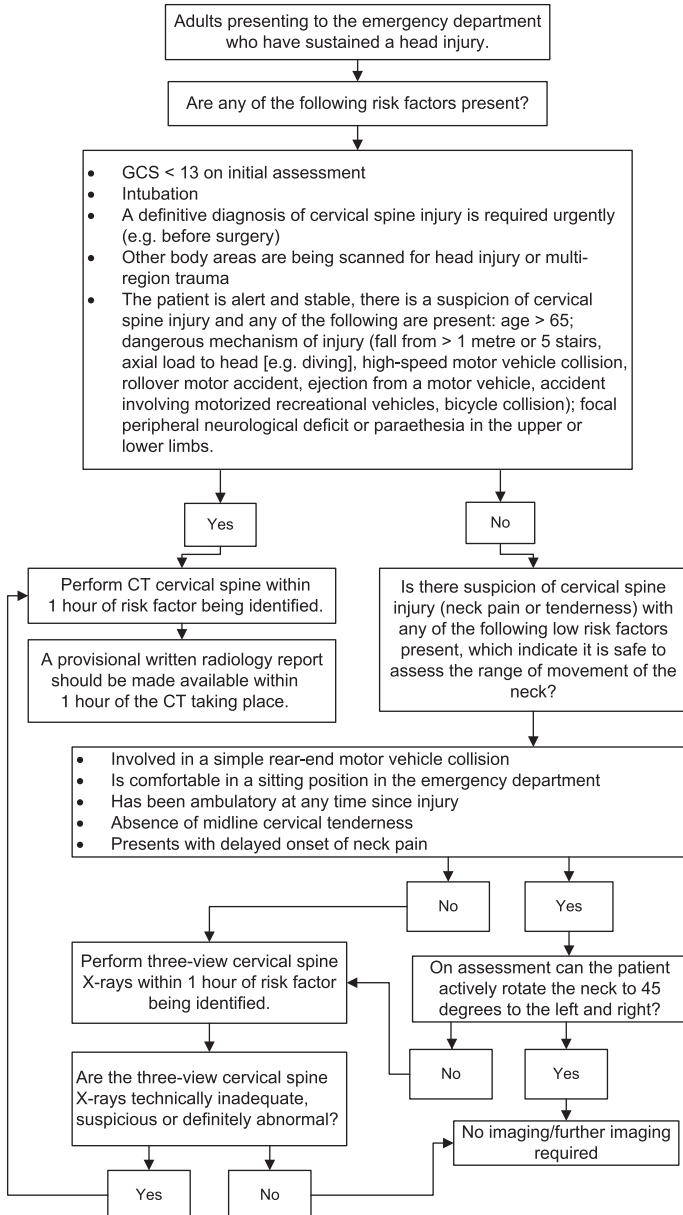 Adults presenting to the emergency department
who have sustained a head injury.
Are any of the following risk factors present?
• GCS < 13 on initial assessment
• Intubation
• A definitive diagnosis of cervical spine injury is required urgently
(e.g. before surgery)
• Other body areas are being scanned for head injury or multi-
region trauma
• The patient is alert and stable, there is a suspicion of cervical
spine injury and any of the following are present: age > 65;
dangerous mechanism of injury (fall from > 1 metre or 5 stairs,
axial load to head [e.g. diving], high-speed motor vehicle collision,
rollover motor accident, ejection from a motor vehicle, accident
involving motorized recreational vehicles, bicycle collision); focal
peripheral neurological deficit or paraethesia in the upper or
lower limbs.
Yes
No
Perform CT cervical spine within
1 hour of risk factor being identified.
A provisional written radiology report
should be made available within
1 hour of the CT taking place.
Is there suspicion of cervical spine
injury (neck pain or tenderness) with
any of the following low risk factors
present, which indicate it is safe to
assess the range of movement of the
neck?
• Involved in a simple rear-end motor vehicle collision
• Is comfortable in a sitting position in the emergency department
• Has been ambulatory at any time since injury
• Absence of midline cervical tenderness
• Presents with delayed onset of neck pain
No
Yes
Perform three-view cervical spine
X-rays within 1 hour of risk factor
being identified.
On assessment can the patient
actively rotate the neck to 45
degrees to the left and right?
No
Yes
Are the three-view cervical spine
X-rays technically inadequate,
suspicious or definitely abnormal?
No imaging/further imaging
required
Yes
No